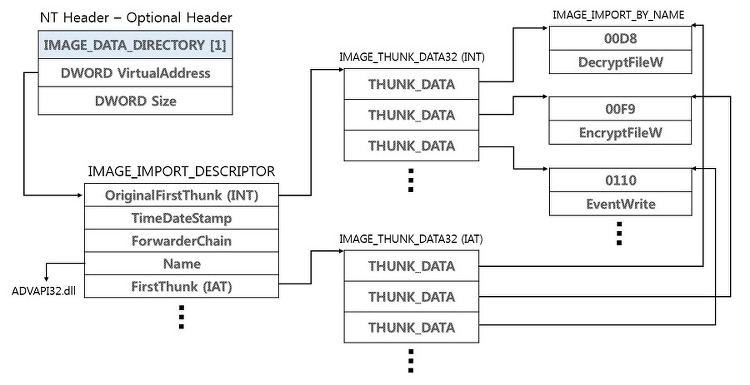 NT Header – Optional Header
IMAGE_DATA_DIRECTORY [1]
DWORD VirtualAddress
DWORD Size
IMAGE_IMPORT_DESCRIPTOR
OriginalFirstThunk (INT)
TimeDateStamp
ForwarderChain
Name
FirstThunk (IAT)
ADVAPI32.dll
IMAGE_THUNK_DATA32 (INT)
THUNK_DATA
THUNK_DATA
THUNK_DATA
IMAGE_THUNK_DATA32 (IAT)
THUNK_DATA
THUNK_DATA
THUNK_DATA
IMAGE_IMPORT_BY_NAME
00D8
DecryptFileW
00F9
EncryptFileW
0110
EventWrite